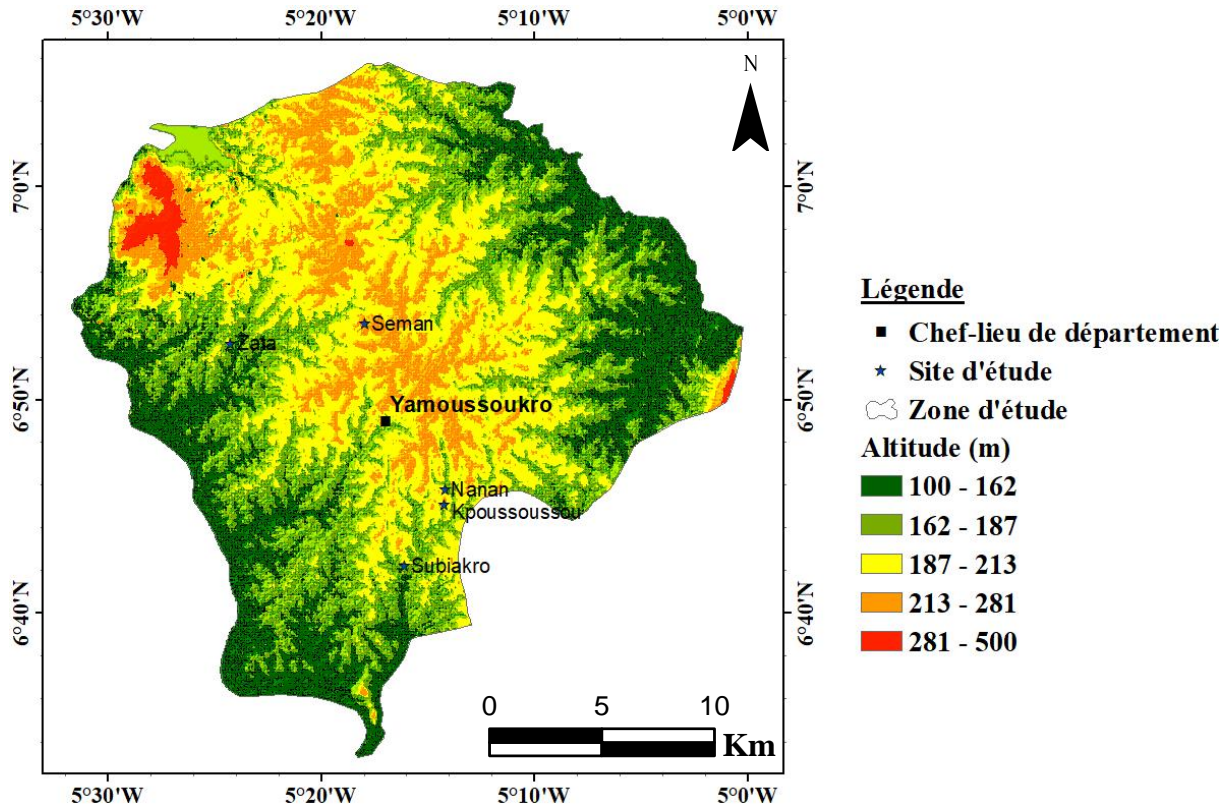 5°30'W 5°20'W 5°10'W 5°0'W
N
7°0'N 7°0'N
Seman
Zata
6°50'N 6°50'N
Yamoussoukro
Nanan
Kpoussoussou
Subiakro
6°40'N 6°40'N
0 5 10
Km
5°30'W 5°20'W 5°10'W 5°0'W
Légende
Chef-lieu de département
Site d'étude
Zone d'étude
Altitude (m)
100 - 162
162 - 187
187 - 213
213 - 281
281 - 500